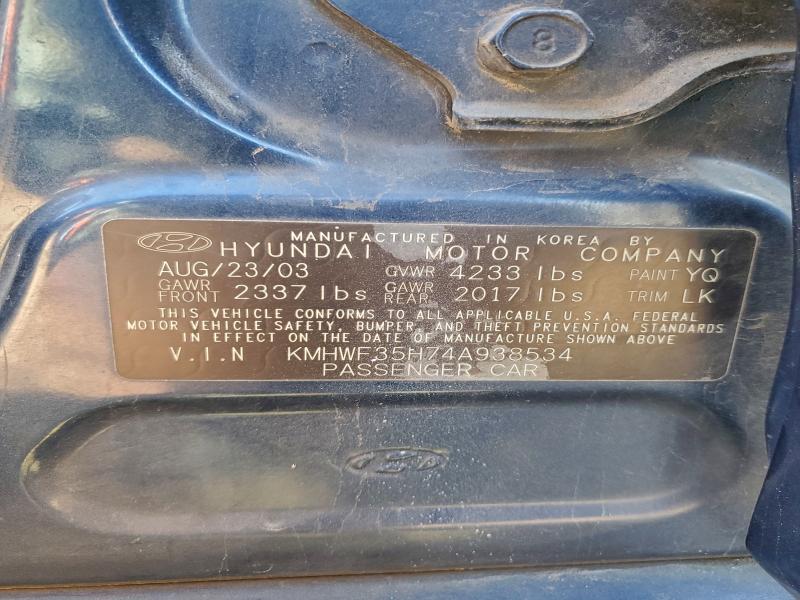 8
MANUFACTURED IN KOREA BY
HYUNDAI MOTOR COMPANY
AUG/23/03 GVWR 4233 lbs PAINT YQ
GAWR FRONT 2337 lbs GAWR REAR 2017 lbs TRIM LK
THIS VEHICLE CONFORMS TO ALL APPLICABLE U.S.A. FEDERAL
MOTOR VEHICLE SAFETY, BUMPER, AND THEFT PREVENTION STANDARDS
IN EFFECT ON THE DATE OF MANUFACTURE SHOWN ABOVE
V.I.N KMHWF35H74A938534
PASSENGER CAR